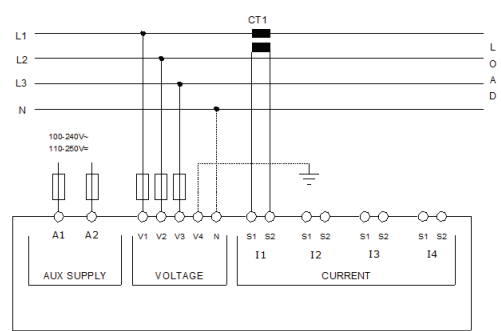 CT1
L1
L2
L3
N
L
O
A
D
100-240V~
110-250V=
A1 A2
V1 V2 V3 V4 N
S1 S2 S1 S2 S1 S2 S1 S2
I1 I2 I3 I4
AUX SUPPLY VOLTAGE CURRENT